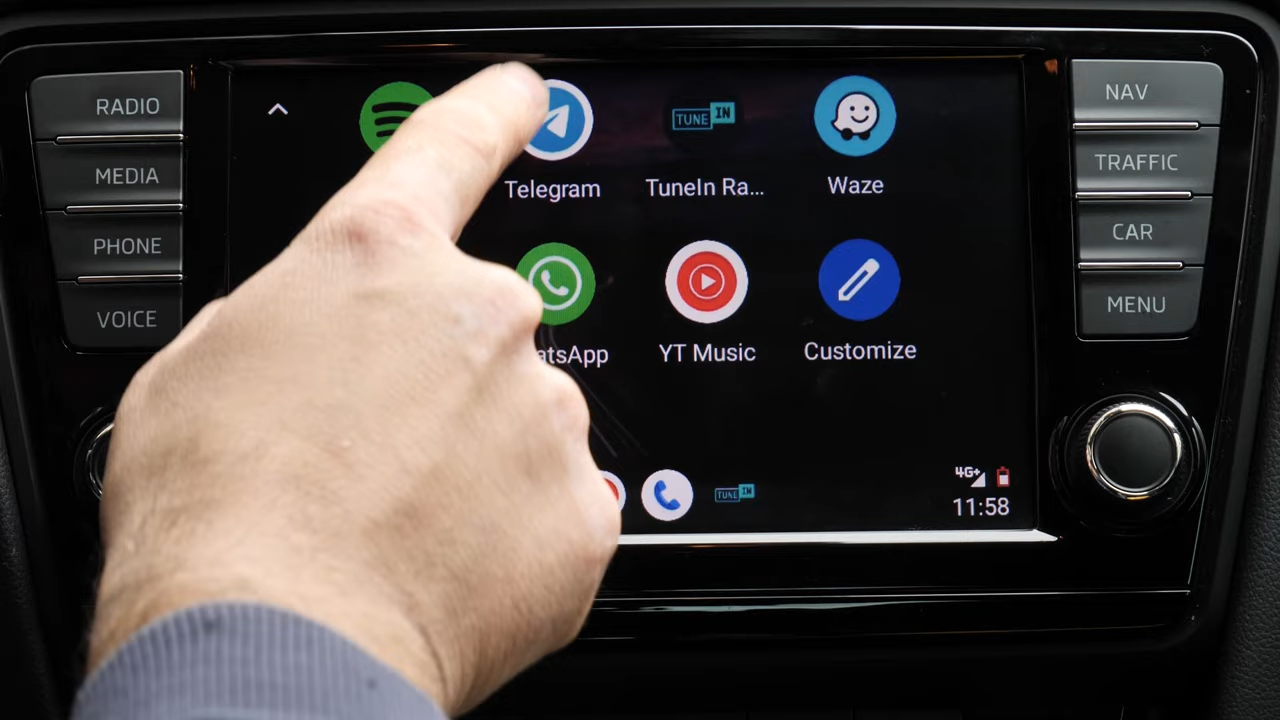 RADIO
MEDIA
PHONE
VOICE
TUNE IN
Telegram
TuneIn Ra...
Waze
atsApp
YT Music
Customize
TUNE IN
4G+
11:58
NAV
TRAFFIC
CAR
MENU